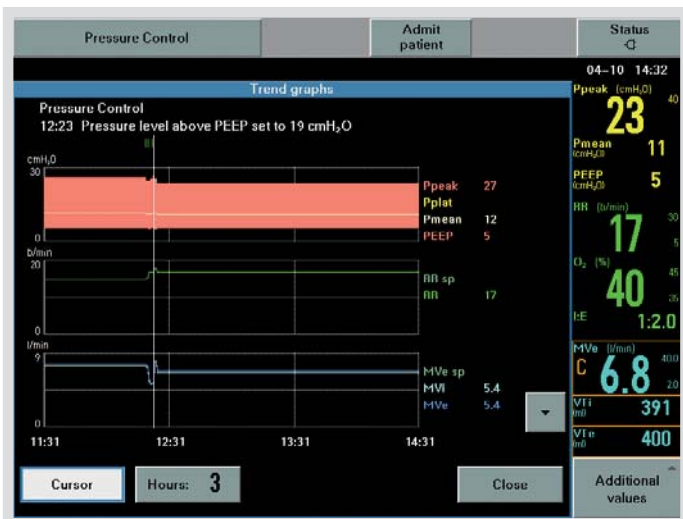 Pressure Control
Admit
patient
Status
04-10 14:32
Trend graphs
Pressure Control
12:23 Pressure level above PEEP set to 19 cmH₂O
cmH₂O
30
0
Ppeak 27
Pplat
Pmean 12
PEEP 5
b/min
20
0
RR sp
RR 17
l/min
9
0
MVe sp
MVi 5.4
MVe 5.4
11:31 12:31 13:31 14:31
Cursor
Hours: 3
Close
Ppeak (cmH₂O)
40
23
Pmean
(cmH₂O)
11
PEEP
(cmH₂O)
5
RR (b/min)
30
17
5
O₂ (%)
45
40
35
I:E 1:2.0
MVe (l/min)
40.0
C 6.8
2.0
VTi
(ml)
391
VTe
(ml)
400
Additional
values